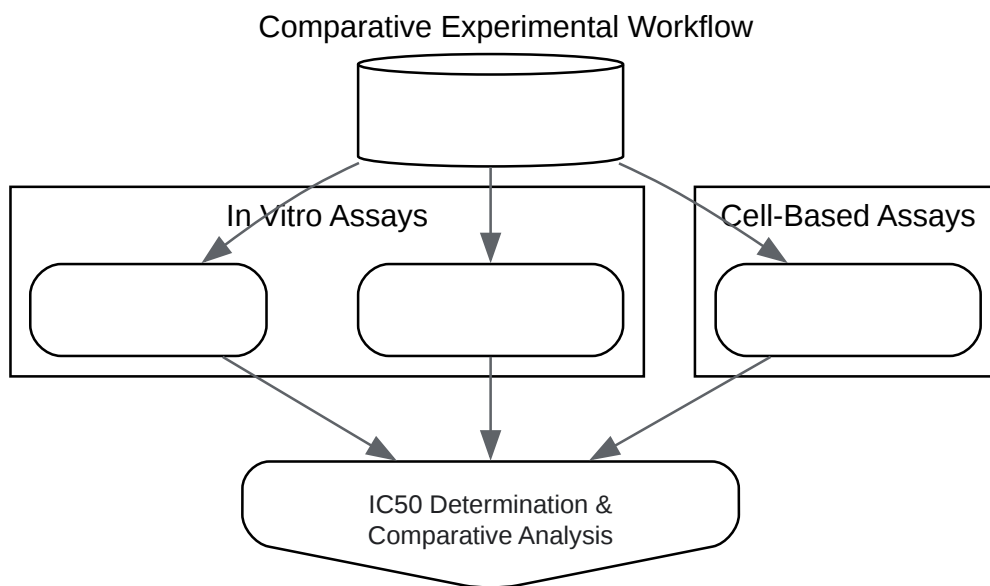 Comparative Experimental Workflow
In Vitro Assays
Cell-Based Assays
IC50 Determination &
Comparative Analysis